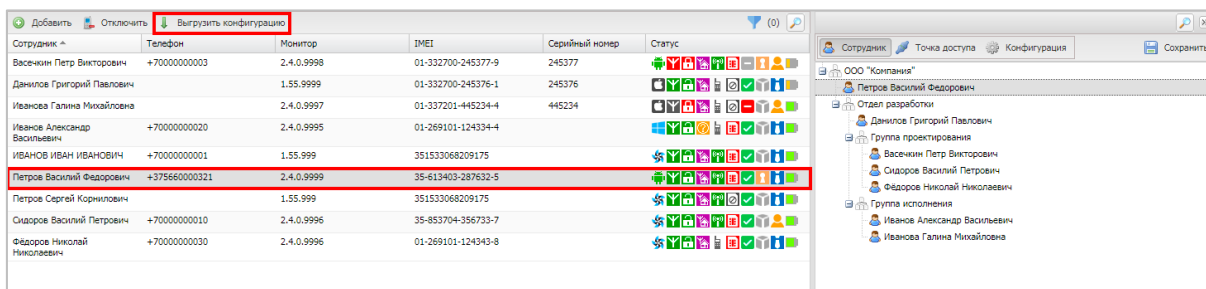 Добавить Отключить Выгрузить конфигурацию (0)
Сотрудник Телефон Монитор IMEI Серийный номер Статус
Васечкин Петр Викторович +70000000003 2.4.0.9998 01-332700-245377-9 245377
Данилов Григорий Павлович 1.55.9999 01-332700-245376-1 245376
Иванова Галина Михайловна 2.4.0.9997 01-337201-445234-4 445234
Иванов Александр +70000000020 2.4.0.9995 01-269101-124334-4
Васильевич
ИВАНОВ ИВАН ИВАНОВИЧ +70000000001 1.55.999 351533068209175
Петров Василий Федорович +375660000321 2.4.0.9999 35-613403-287632-5
Петров Сергей Корнилович 1.55.999 351533068209175
Сидоров Василий Петрович +70000000010 2.4.0.9996 35-853704-356733-7
Фёдоров Николай +70000000030 2.4.0.9996 01-269101-124343-8
Николаевич
Сотрудник Точка доступа Конфигурация Сохранить
ООО "Компания"
Петров Василий Федорович
Отдел разработки
Данилов Григорий Павлович
Группа проектирования
Васечкин Петр Викторович
Сидоров Василий Петрович
Фёдоров Николай Николаевич
Группа исполнения
Иванов Александр Васильевич
Иванова Галина Михайловна